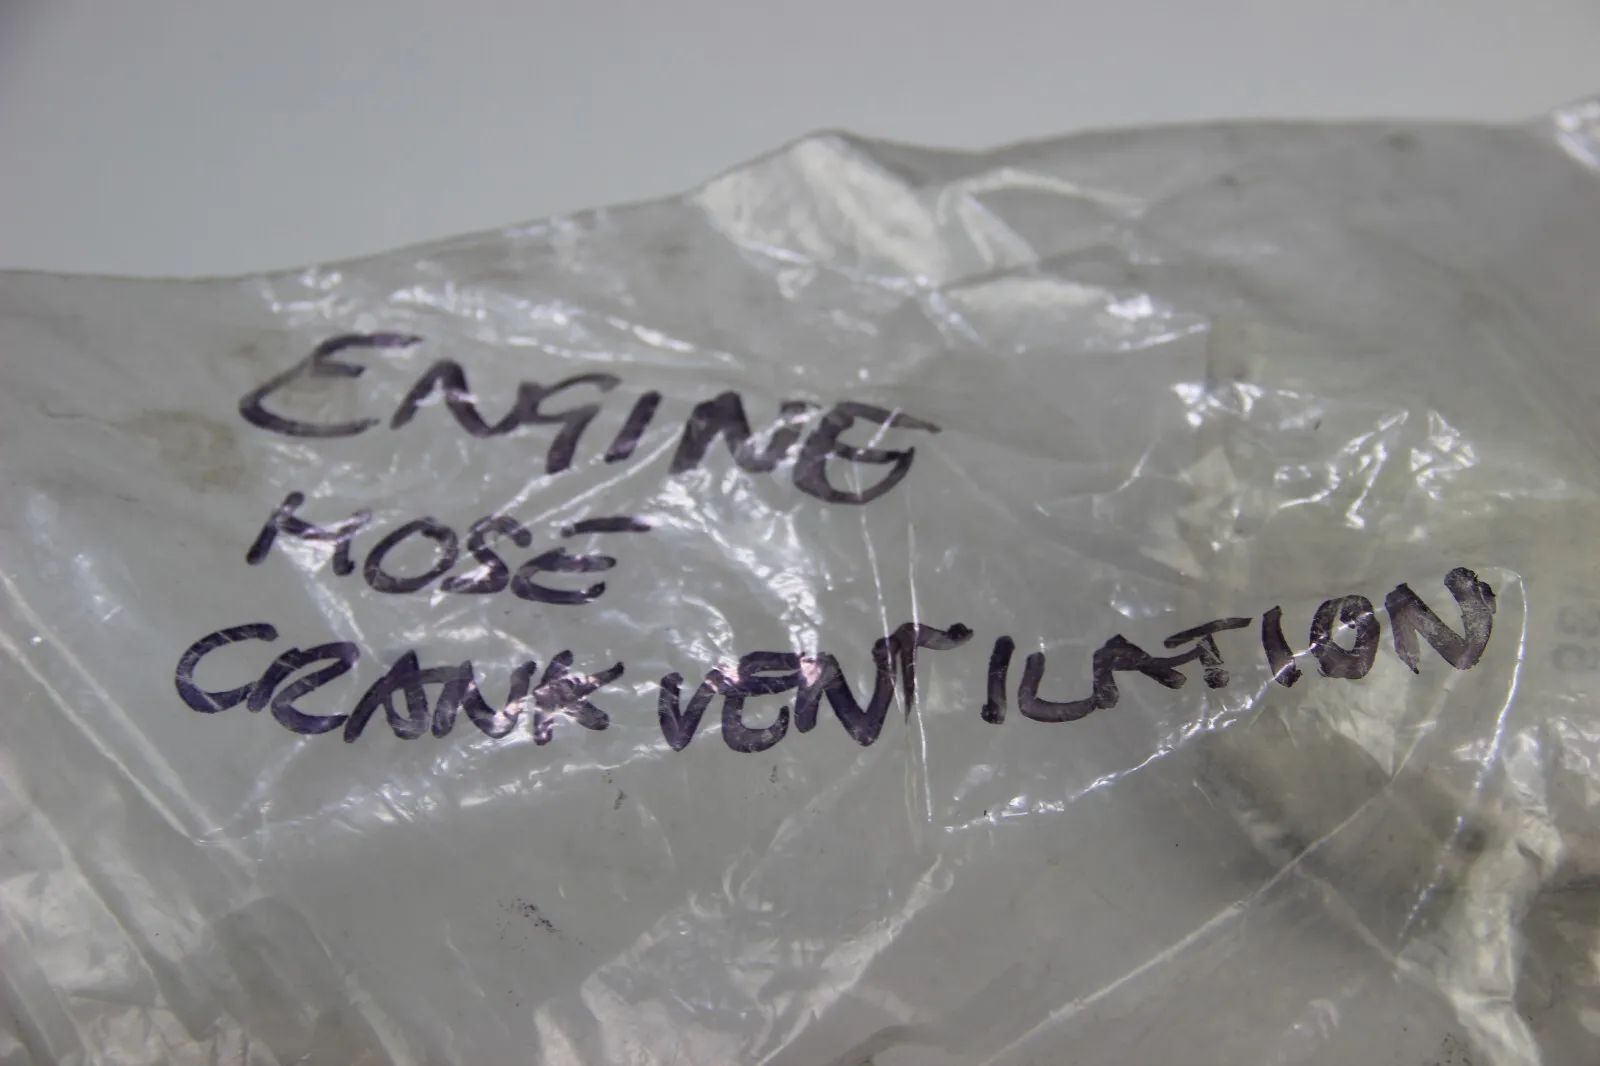 ENGINE
HOSE
CRANK VENTILATION